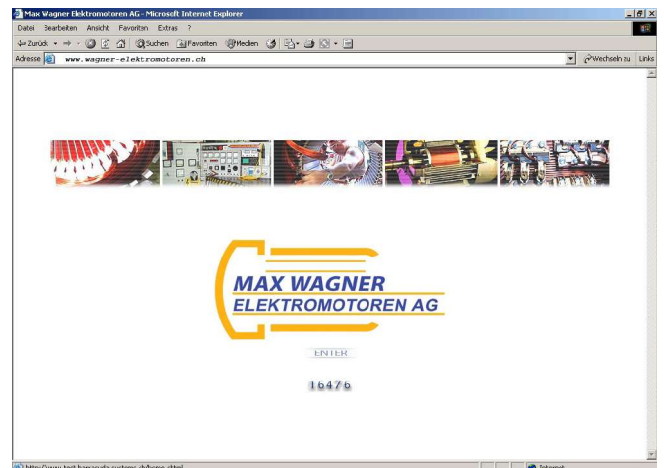 Max Wagner Elektromotoren AG - Microsoft Internet Explorer
Datei Bearbeiten Ansicht Favoriten Extras ?
Zurück Suchen Favoriten Medien
Adresse www.wagner-elektromotoren.ch Wechseln zu Links
MAX WAGNER
ELEKTROMOTOREN AG
ENTER
16476
Internet